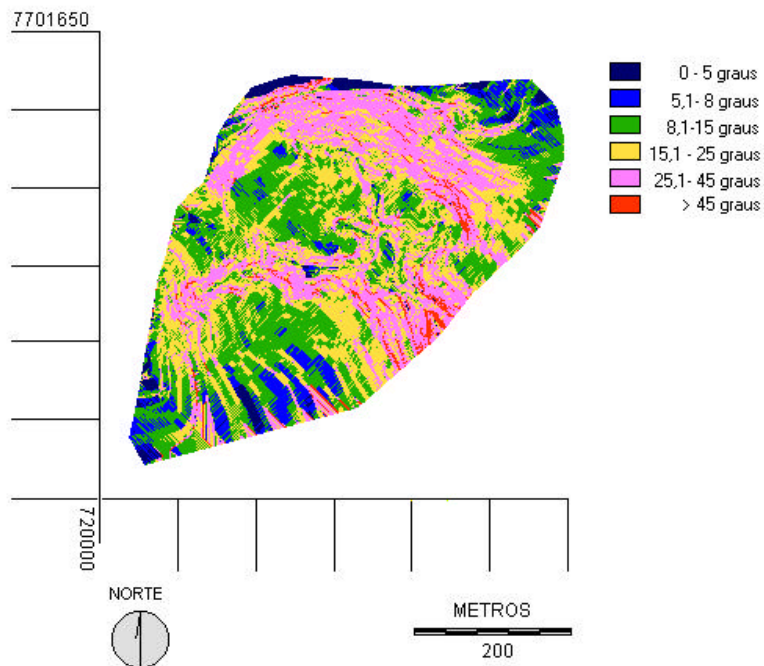 7701650
0 - 5 graus
5,1- 8 graus
8,1-15 graus
15,1 - 25 graus
25,1- 45 graus
> 45 graus
7200000
NORTE
METROS
200